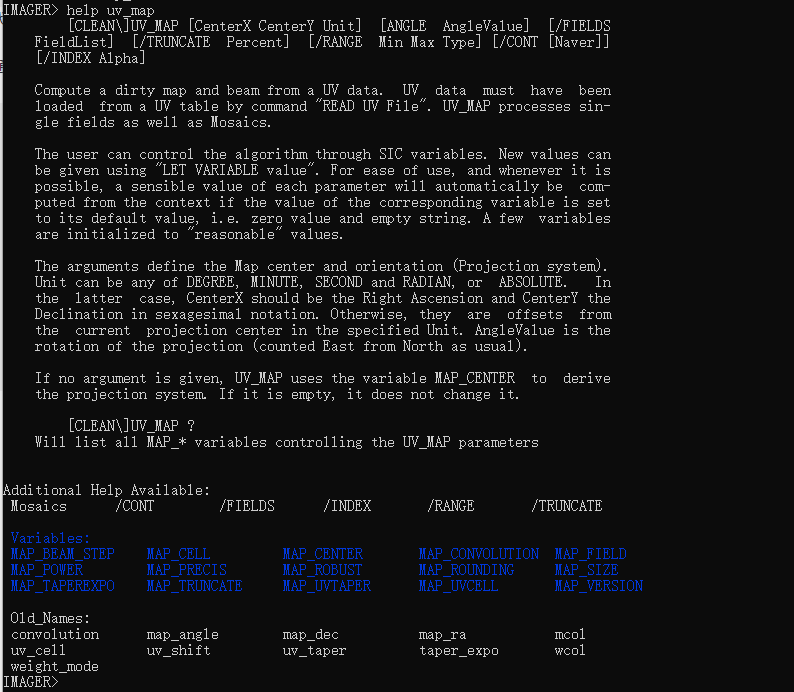 IMAGER> help uv_map
[CLEAN\]UV_MAP [CenterX CenterY Unit] [ANGLE AngleValue] [/FIELDS
FieldList] [/TRUNCATE Percent] [/RANGE Min Max Type] [/CONT [Naver]]
[/INDEX Alpha]
Compute a dirty map and beam from a UV data. UV data must have been
loaded from a UV table by command "READ UV File". UV_MAP processes sin-
gle fields as well as Mosaics.
The user can control the algorithm through SIC variables. New values can
be given using "LET VARIABLE value". For ease of use, and whenever it is
possible, a sensible value of each parameter will automatically be com-
puted from the context if the value of the corresponding variable is set
to its default value, i.e. zero value and empty string. A few variables
are initialized to "reasonable" values.
The arguments define the Map center and orientation (Projection system).
Unit can be any of DEGREE, MINUTE, SECOND and RADIAN, or ABSOLUTE. In
the latter case, CenterX should be the Right Ascension and CenterY the
Declination in sexagesimal notation. Otherwise, they are offsets from
the current projection center in the specified Unit. AngleValue is the
rotation of the projection (counted East from North as usual).
If no argument is given, UV_MAP uses the variable MAP_CENTER to derive
the projection system. If it is empty, it does not change it.
[CLEAN\]UV_MAP ?
Will list all MAP_* variables controlling the UV_MAP parameters
Additional Help Available:
Mosaics /CONT /FIELDS /INDEX /RANGE /TRUNCATE
Variables:
MAP_BEAM_STEP MAP_CELL MAP_CENTER MAP_CONVOLUTION MAP_FIELD
MAP_POWER MAP_PRECIS MAP_ROBUST MAP_ROUNDING MAP_SIZE
MAP_TAPEREXPO MAP_TRUNCATE MAP_UVTAPER MAP_UVCELL MAP_VERSION
Old_Names:
convolution map_angle map_dec map_ra mcol
uv_cell uv_shift uv_taper taper_expo wcol
weight_mode
IMAGER>